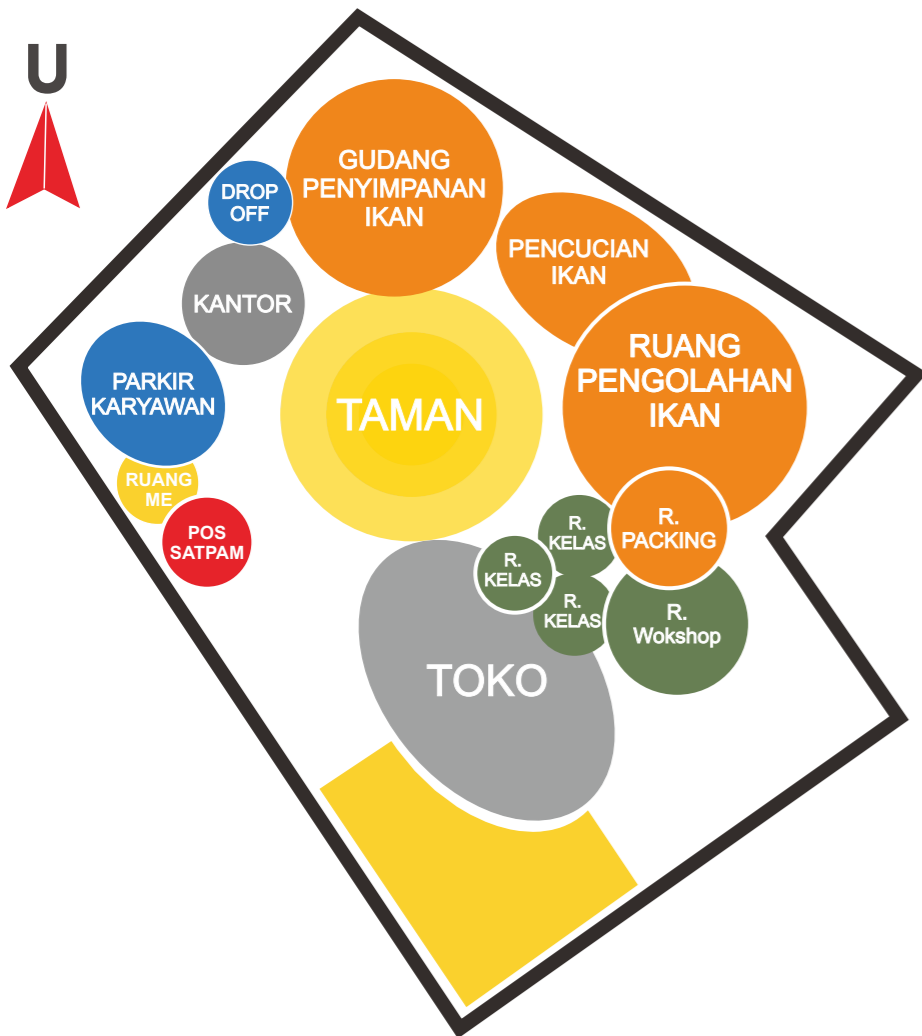 U
GUDANG
PENYIMPANAN
IKAN
DROP
OFF
PENCUCIAN
IKAN
KANTOR
RUANG
PENGOLAHAN
IKAN
PARKIR
KARYAWAN
TAMAN
RUANG
ME
POS
SATPAM
R.
KELAS
R.
PACKING
R.
KELAS
R.
KELAS
R.
Wokshop
TOKO